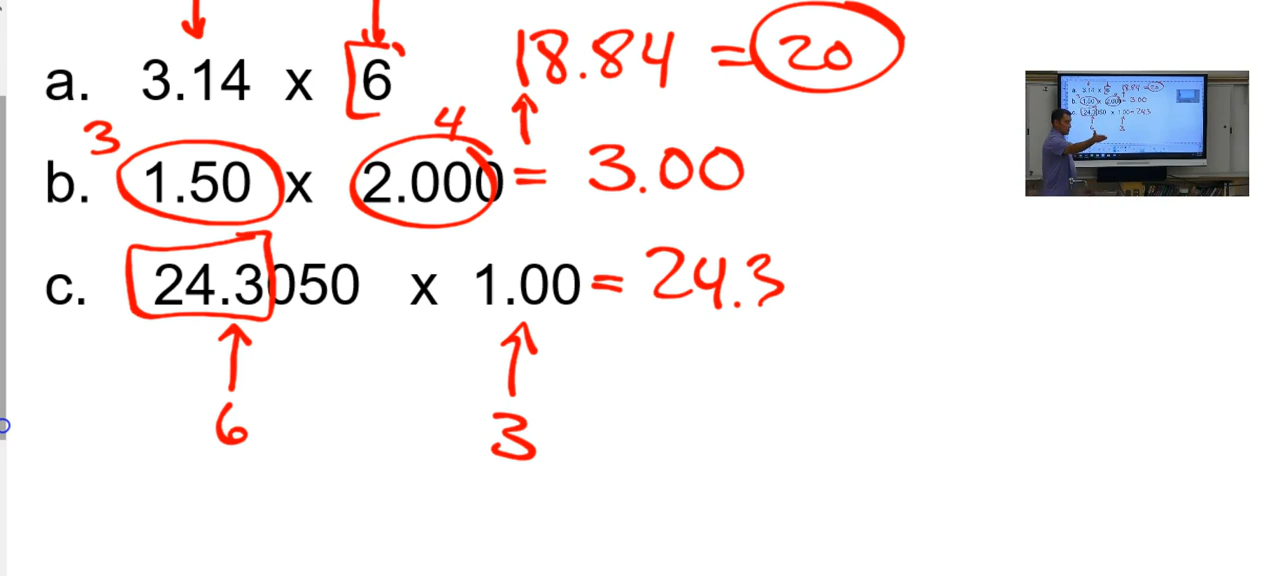 a. 3.14 x 6 18.84 = 20
3 4
b. 1.50 x 2.000 = 3.00
c. 24.3050 x 1.00 = 24.3
6 3